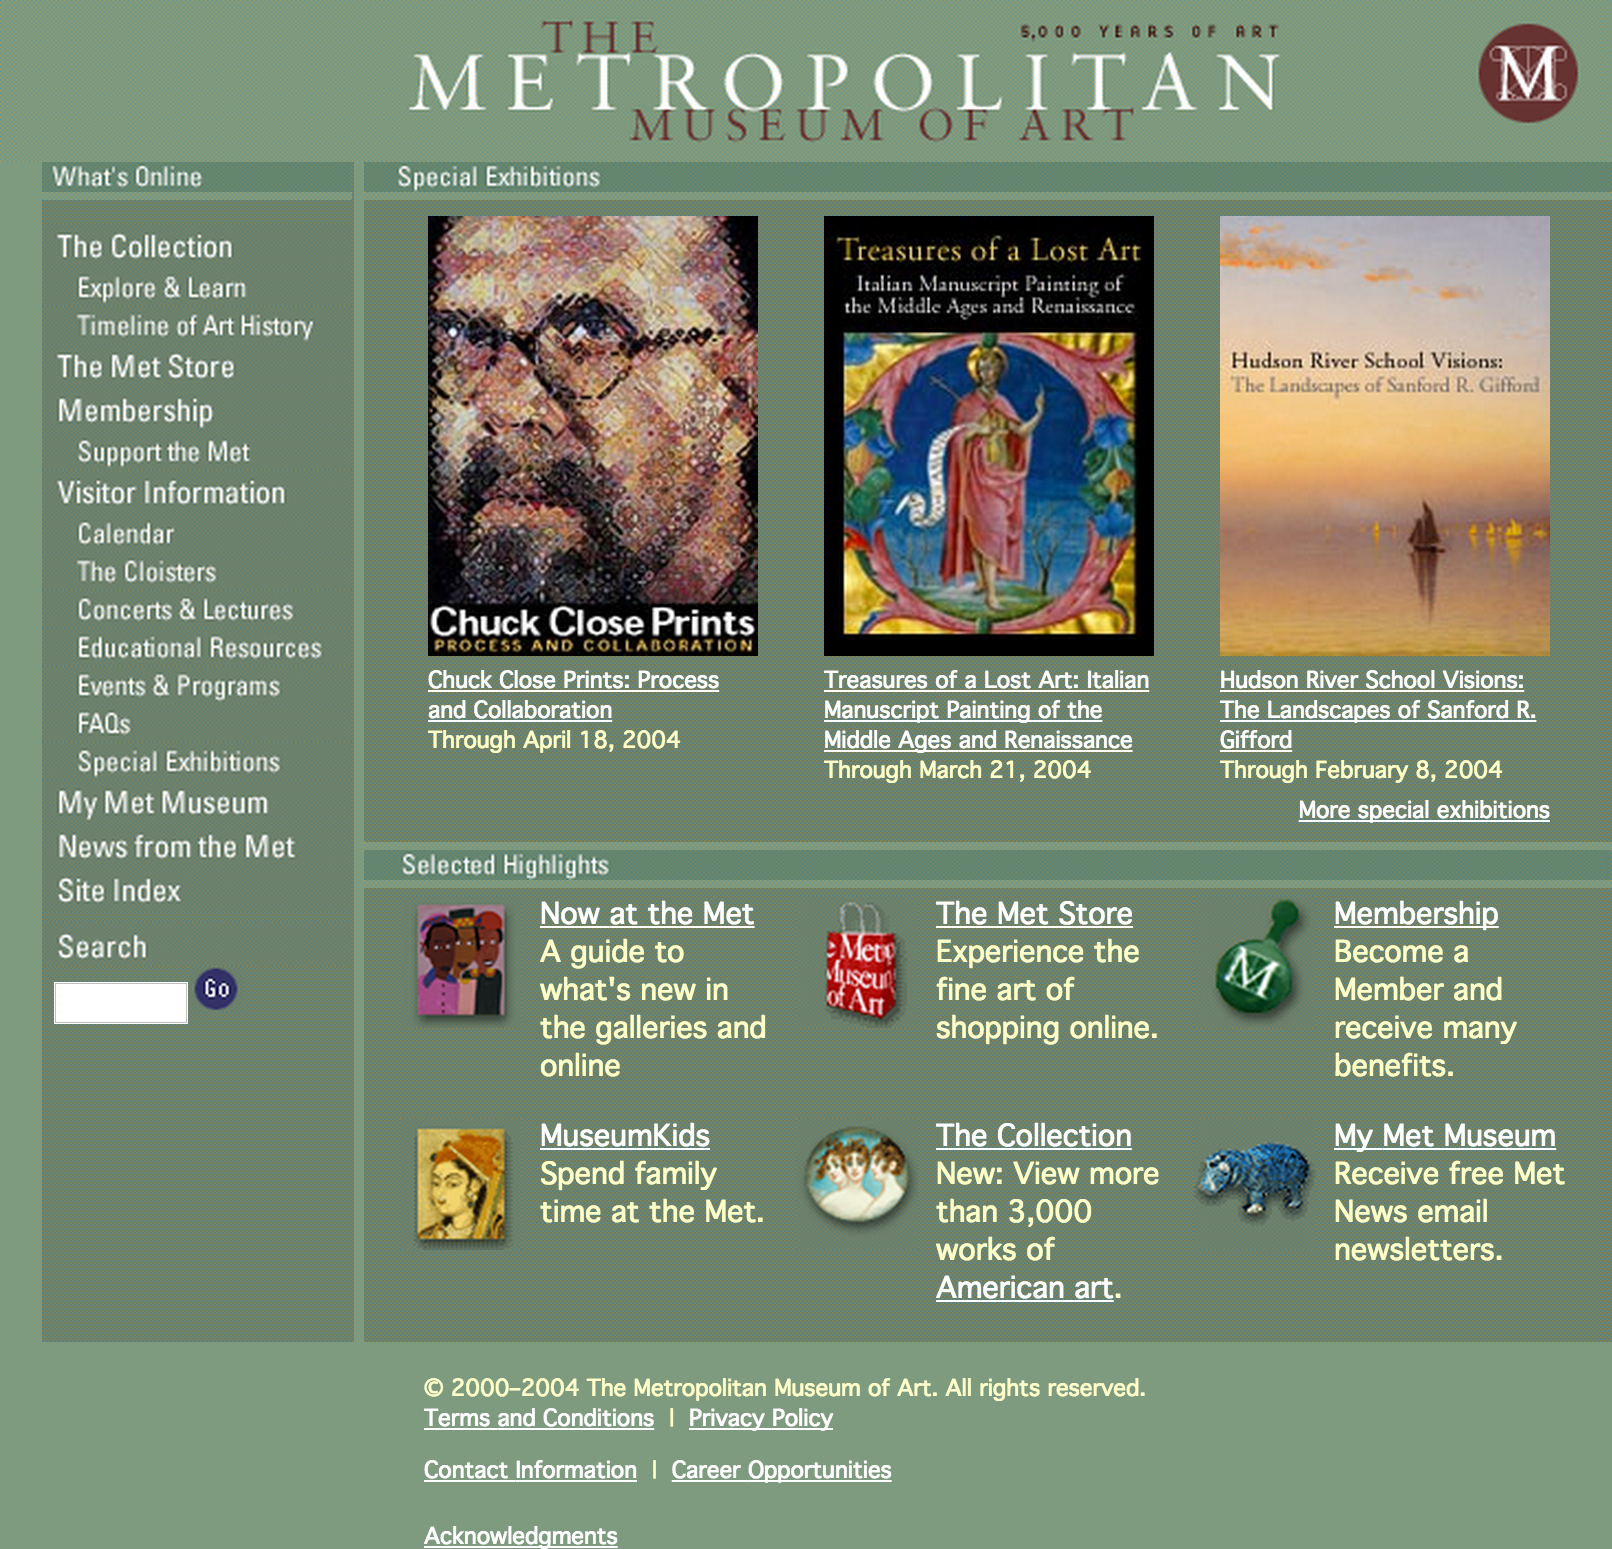 THE
5,000 YEARS OF ART
METROPOLITAN
MUSEUM OF ART
M
What's Online
The Collection
Explore & Learn
Timeline of Art History
The Met Store
Membership
Support the Met
Visitor Information
Calendar
The Cloisters
Concerts & Lectures
Educational Resources
Events & Programs
FAQs
Special Exhibitions
My Met Museum
News from the Met
Site Index
Search
Go
Special Exhibitions
Chuck Close Prints
PROCESS AND COLLABORATION
Chuck Close Prints: Process
and Collaboration
Through April 18, 2004
Treasures of a Lost Art
Italian Manuscript Painting of
the Middle Ages and Renaissance
Treasures of a Lost Art: Italian
Manuscript Painting of the
Middle Ages and Renaissance
Through March 21, 2004
Hudson River School Visions:
The Landscapes of Sanford R. Gifford
Hudson River School Visions:
The Landscapes of Sanford R.
Gifford
Through February 8, 2004
More special exhibitions
Selected Highlights
Now at the Met
A guide to
what's new in
the galleries and
online
e Metrop
Museum
of Art
The Met Store
Experience the
fine art of
shopping online.
M
Membership
Become a
Member and
receive many
benefits.
MuseumKids
Spend family
time at the Met.
The Collection
New: View more
than 3,000
works of
American art.
My Met Museum
Receive free Met
News email
newsletters.
© 2000–2004 The Metropolitan Museum of Art. All rights reserved.
Terms and Conditions | Privacy Policy
Contact Information | Career Opportunities
Acknowledgments